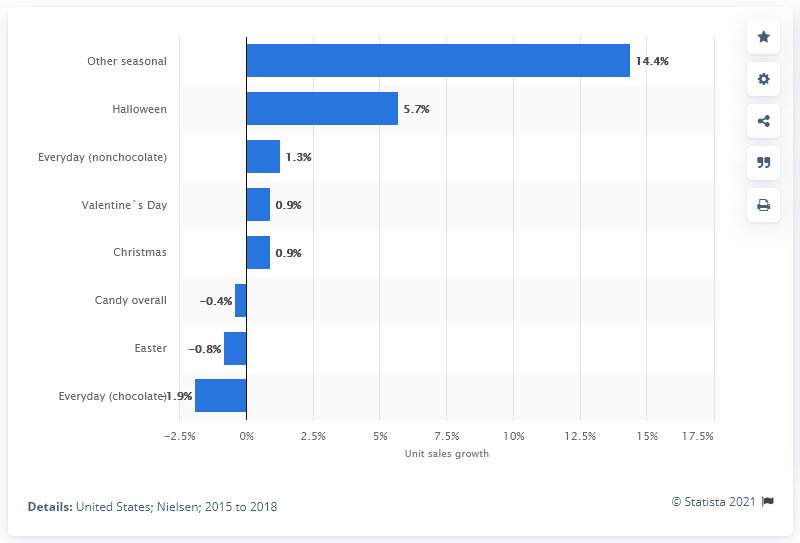 Other seasonal 14.4%
Halloween 5.7%
Everyday (nonchocolate) 1.3%
Valentine`s Day 0.9%
Christmas 0.9%
Candy overall −0.4%
Easter −0.8%
Everyday (chocolate) −1.9%
−2.5% 0% 2.5% 5% 7.5% 10% 12.5% 15% 17.5%
Unit sales growth
© Statista 2021
Details: United States; Nielsen; 2015 to 2018